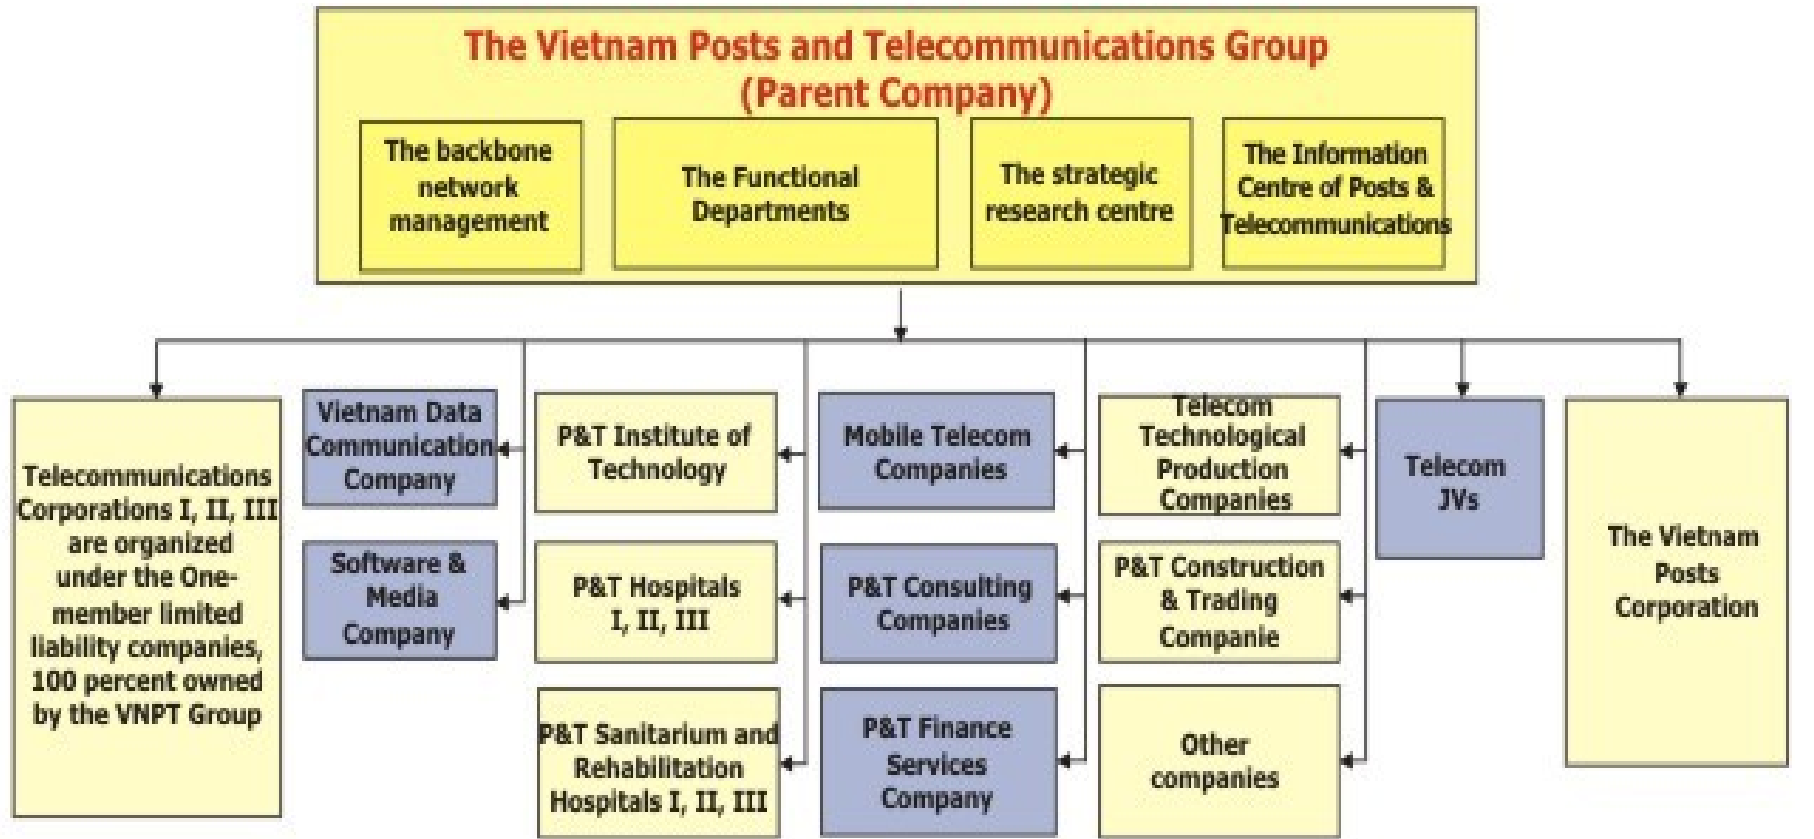 The Vietnam Posts and Telecommunications Group
(Parent Company)
The backbone
network
management
The Functional
Departments
The strategic
research centre
The Information
Centre of Posts &
Telecommunications
Telecommunications
Corporations I, II, III
are organized
under the One-
member limited
liability companies,
100 percent owned
by the VNPT Group
Vietnam Data
Communication
Company
Software &
Media
Company
P&T Institute of
Technology
P&T Hospitals
I, II, III
P&T Sanitarium and
Rehabilitation
Hospitals I, II, III
Mobile Telecom
Companies
P&T Consulting
Companies
P&T Finance
Services
Company
Telecom
Technological
Production
Companies
P&T Construction
& Trading
Companie
Other
companies
Telecom
JVs
The Vietnam
Posts
Corporation